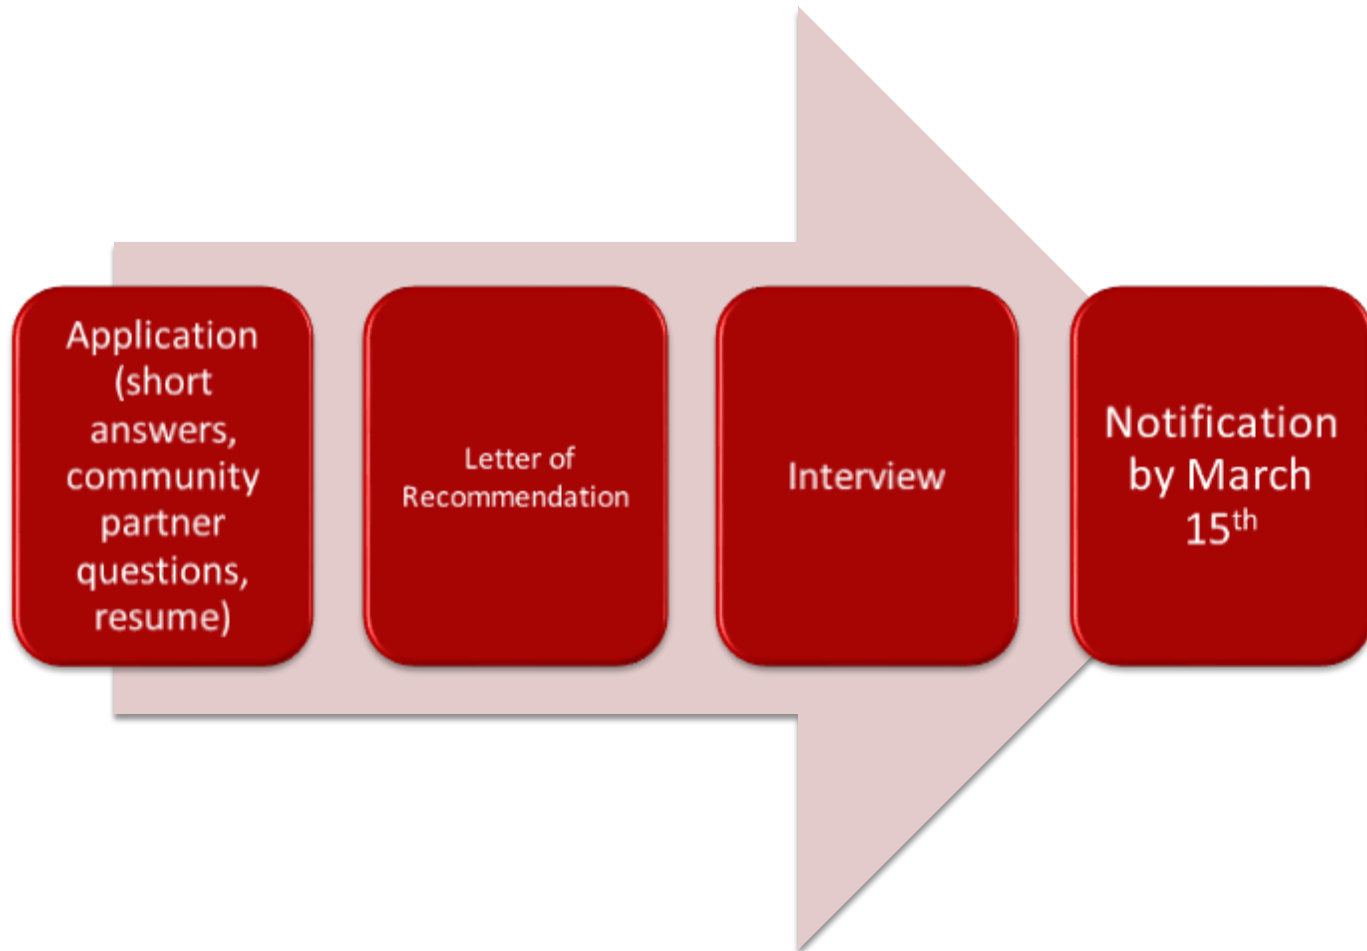 Application
(short
answers,
community
partner
questions,
resume)
Letter of
Recommendation
Interview
Notification
by March
15th